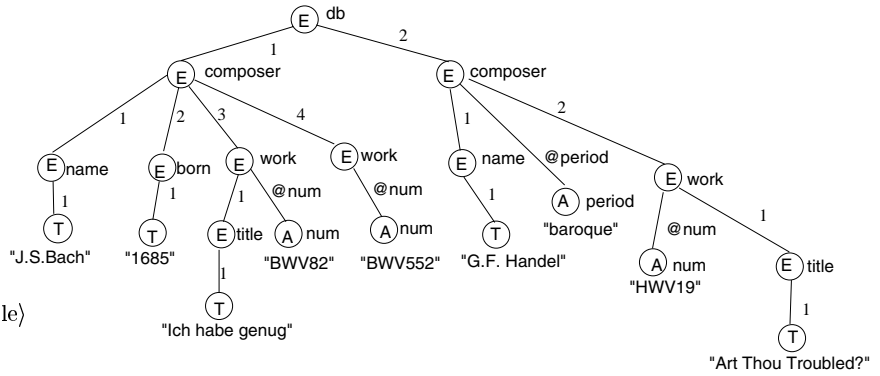 E db
1 2
E composer E composer
1 2 3 4 1 @period 2
E name E born E work E work E name A period E work
1 1 1 @num @num 1 "baroque" @num 1
T T E title A num A num T A num E title
"J.S.Bach" "1685" "BWV82" "BWV552" "G.F. Handel" "HWV19"
1 1
le⟩ T T
"Ich habe genug" "Art Thou Troubled?"